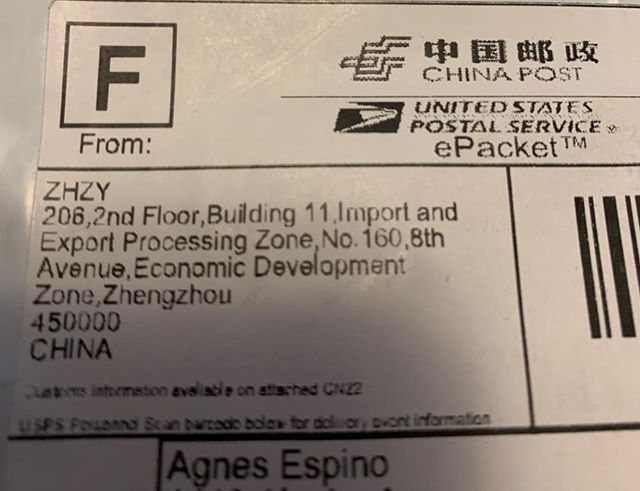 F
中国邮政
CHINA POST
UNITED STATES
POSTAL SERVICE ®
ePacket™
From:
ZHZY
206,2nd Floor,Building 11,Import and
Export Processing Zone,No.160,8th
Avenue,Economic Development
Zone,Zhengzhou
450000
CHINA
Customs information available on attached CN22
USPS Personnel Scan barcode below for delivery event information
Agnes Espino